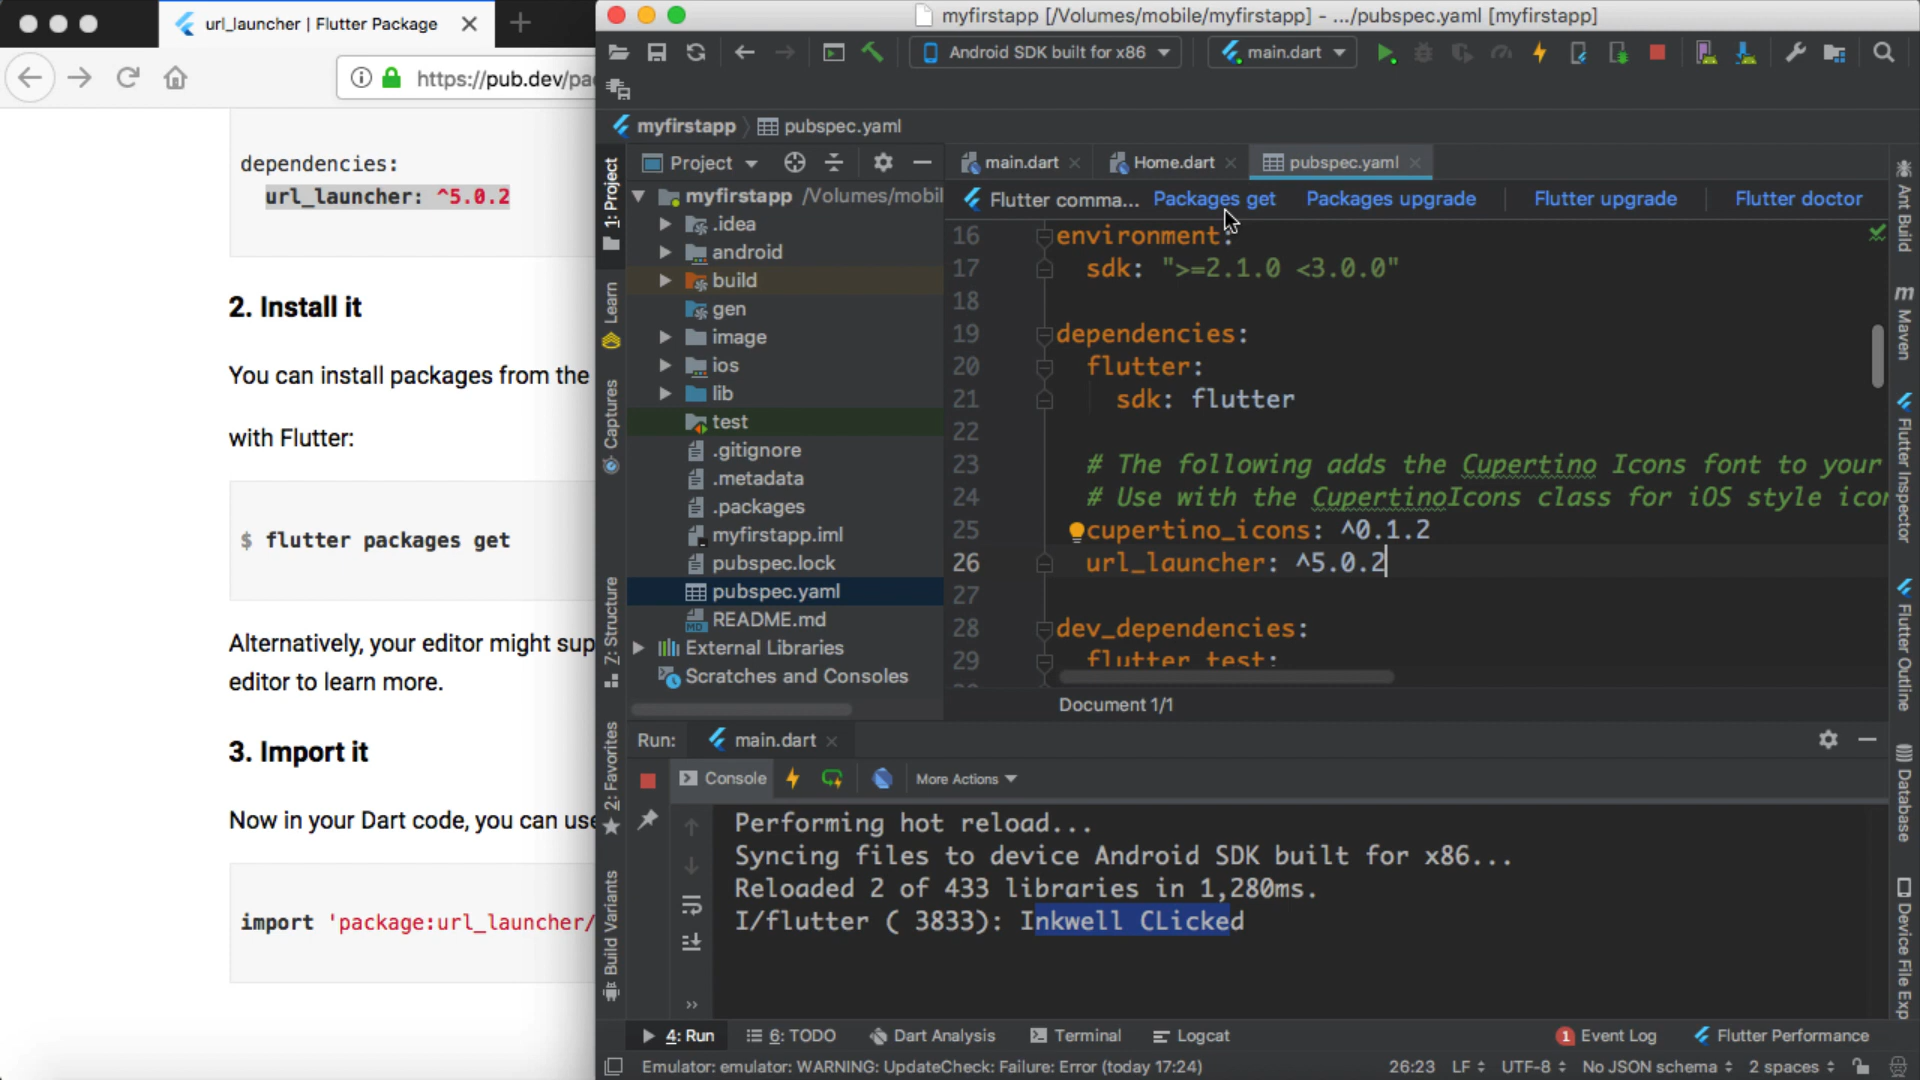 url_launcher | Flutter Package
https://pub.dev/pac
dependencies:
url_launcher: ^5.0.2
2. Install it
You can install packages from the
with Flutter:
$ flutter packages get
Alternatively, your editor might sup
editor to learn more.
3. Import it
Now in your Dart code, you can use
import 'package:url_launcher/
myfirstapp [/Volumes/mobile/myfirstapp] - .../pubspec.yaml [myfirstapp]
Android SDK built for x86
main.dart
myfirstapp
pubspec.yaml
Project
main.dart
Home.dart
pubspec.yaml
Flutter comma...
Packages get
Packages upgrade
Flutter upgrade
Flutter doctor
1: Project
Learn
Captures
Z: Structure
2: Favorites
Build Variants
myfirstapp /Volumes/mobil
.idea
android
build
gen
image
ios
lib
test
.gitignore
.metadata
.packages
myfirstapp.iml
pubspec.lock
pubspec.yaml
README.md
External Libraries
Scratches and Consoles
16 environment:
17 sdk: ">=2.1.0 <3.0.0"
18
19 dependencies:
20 flutter:
21 sdk: flutter
22
23 # The following adds the Cupertino Icons font to your
24 # Use with the CupertinoIcons class for iOS style icon
25 cupertino_icons: ^0.1.2
26 url_launcher: ^5.0.2
27
28 dev_dependencies:
29 flutter_test:
Document 1/1
Ant Build
m Maven
Flutter Inspector
Flutter Outline
Database
Device File Exp
Run:
main.dart
Console
More Actions
Performing hot reload...
Syncing files to device Android SDK built for x86...
Reloaded 2 of 433 libraries in 1,280ms.
I/flutter ( 3833): Inkwell CLicked
4: Run
6: TODO
Dart Analysis
Terminal
Logcat
1 Event Log
Flutter Performance
Emulator: emulator: WARNING: UpdateCheck: Failure: Error (today 17:24)
26:23
LF
UTF-8
No JSON schema
2 spaces